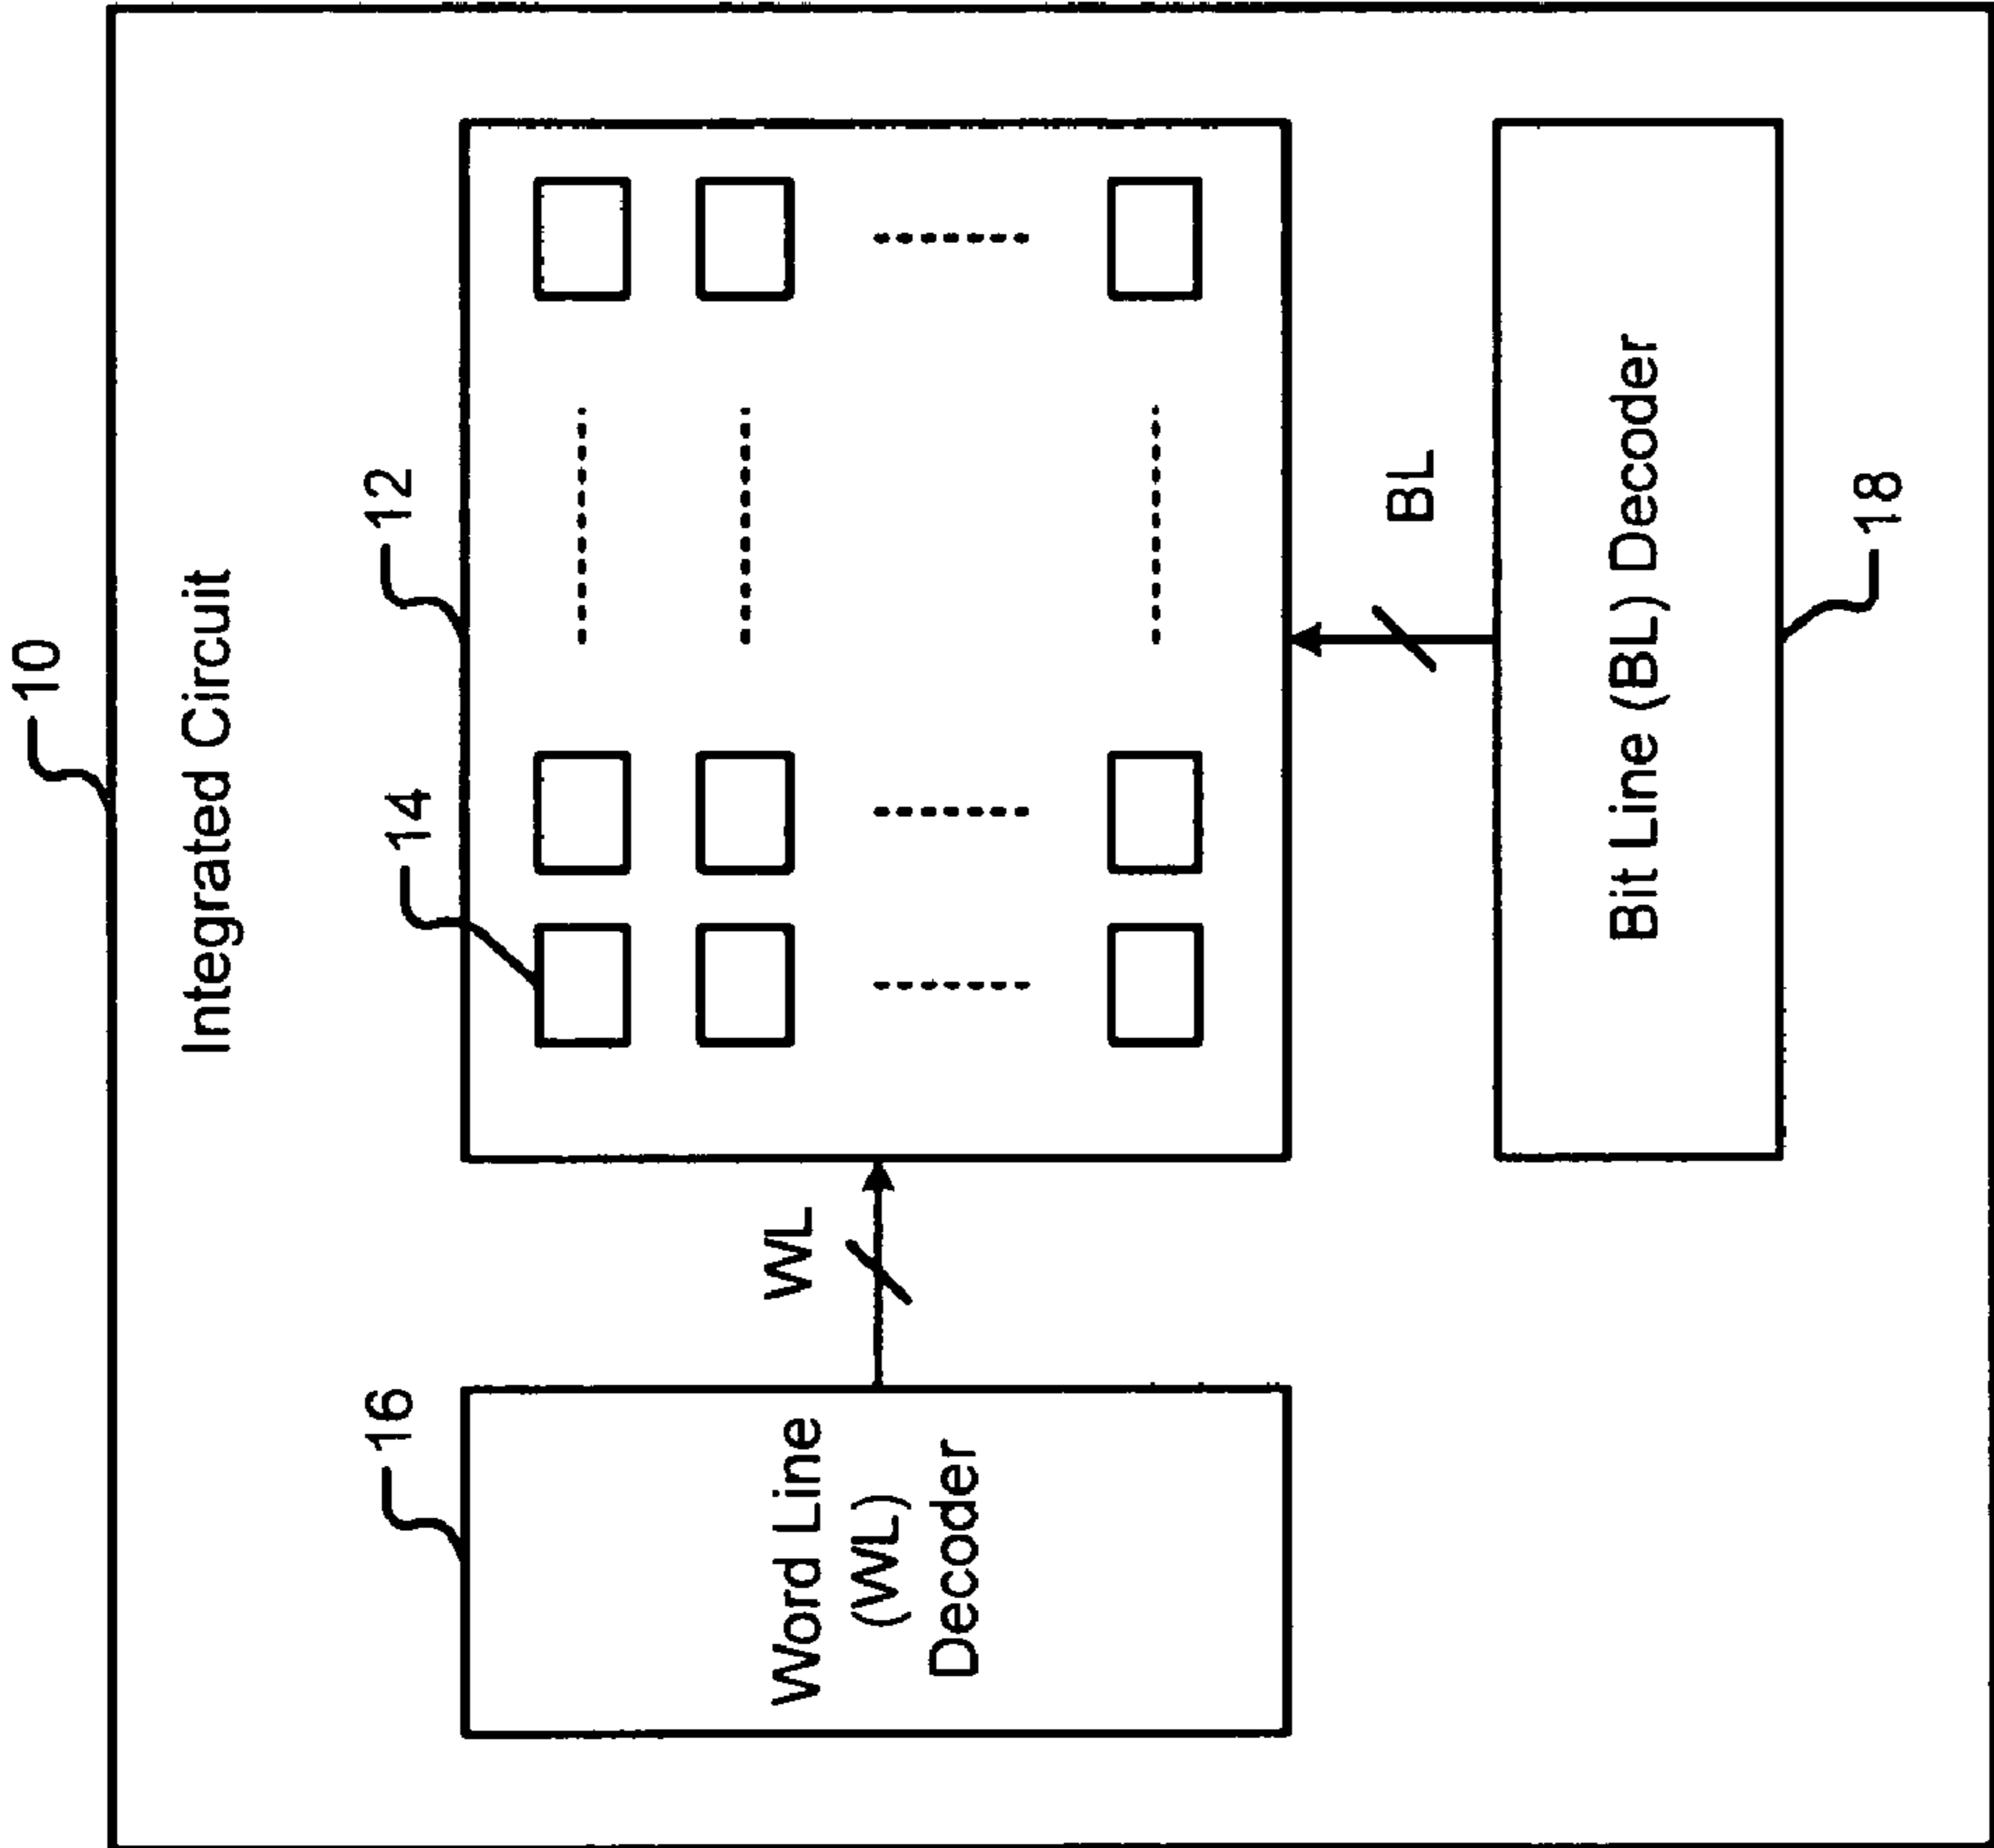 10
Integrated Circuit
16
14
12
Word Line
(WL)
Decoder
WL
BL
Bit Line (BL) Decoder
18